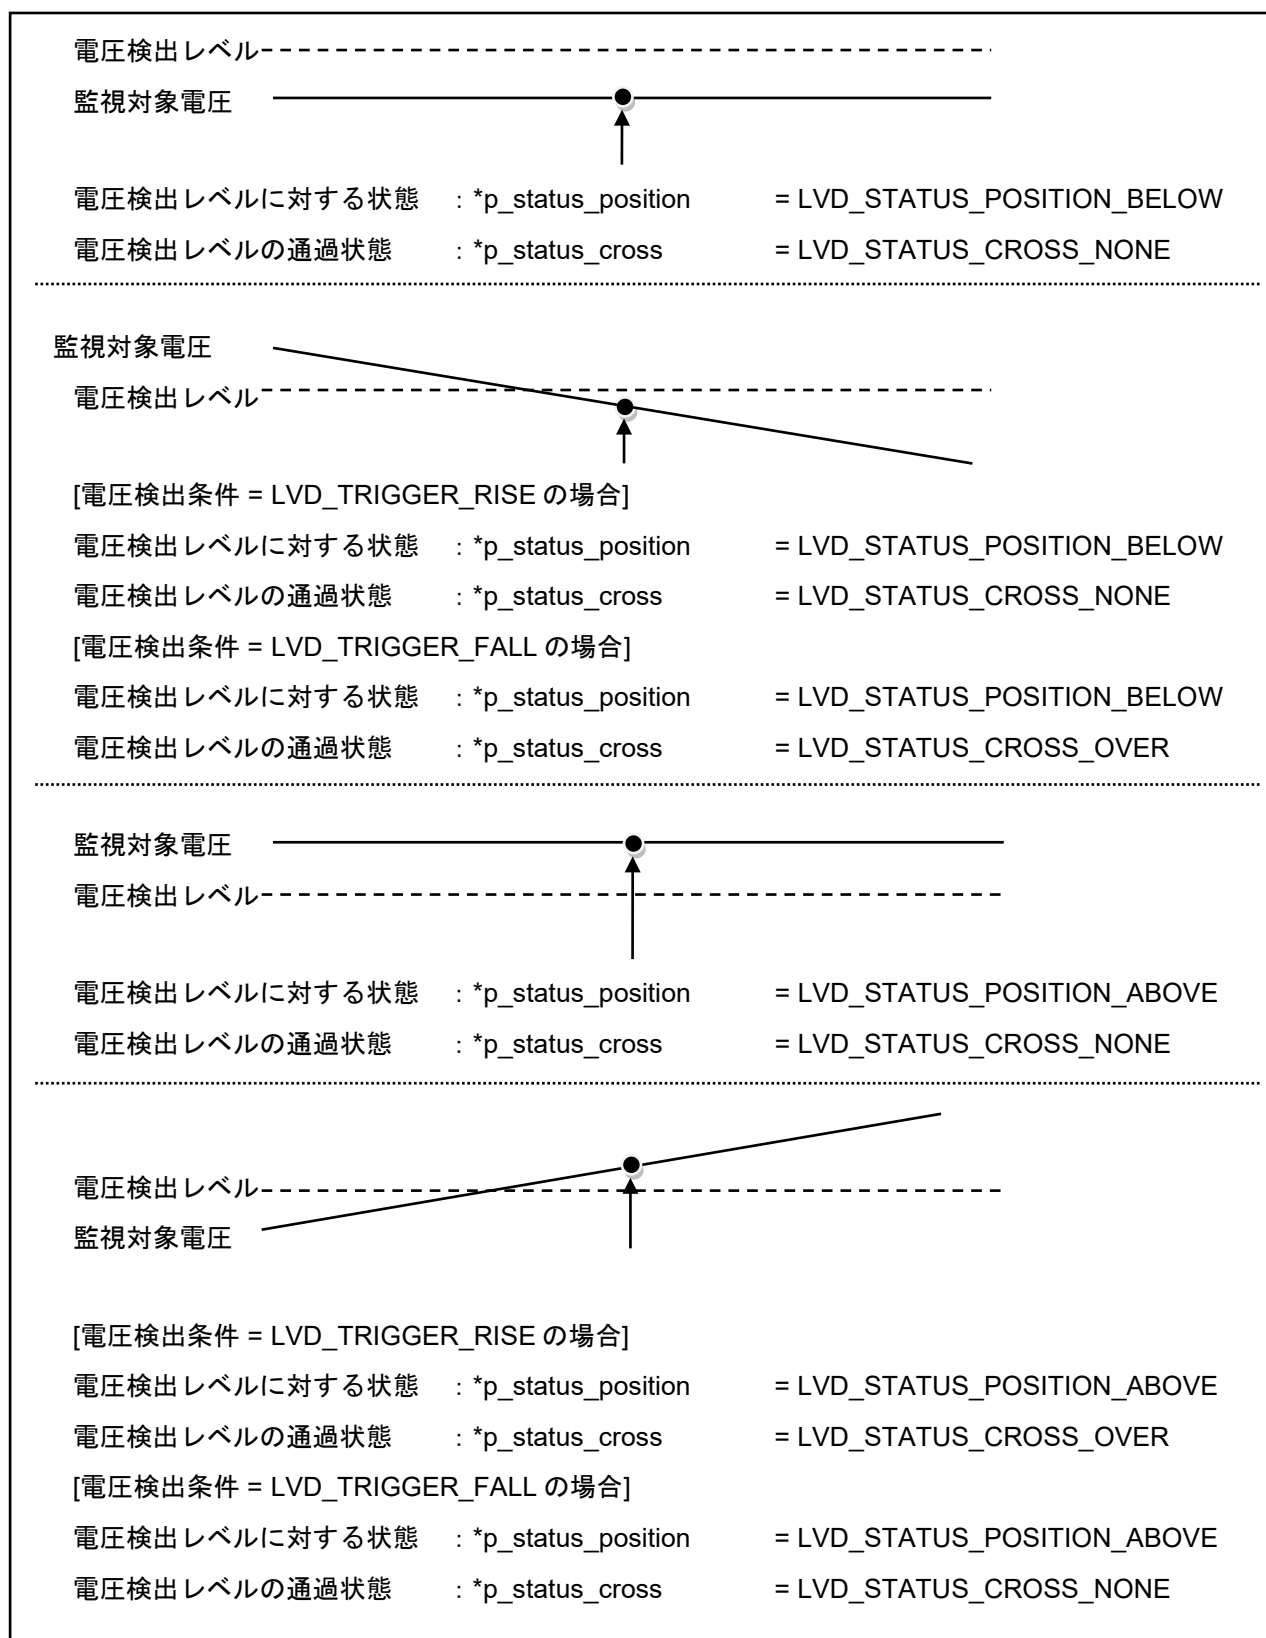 電圧検出レベル
監視対象電圧
電圧検出レベルに対する状態 : *p_status_position = LVD_STATUS_POSITION_BELOW
電圧検出レベルの通過状態 : *p_status_cross = LVD_STATUS_CROSS_NONE
監視対象電圧
電圧検出レベル
[電圧検出条件 = LVD_TRIGGER_RISE の場合]
電圧検出レベルに対する状態 : *p_status_position = LVD_STATUS_POSITION_BELOW
電圧検出レベルの通過状態 : *p_status_cross = LVD_STATUS_CROSS_NONE
[電圧検出条件 = LVD_TRIGGER_FALL の場合]
電圧検出レベルに対する状態 : *p_status_position = LVD_STATUS_POSITION_BELOW
電圧検出レベルの通過状態 : *p_status_cross = LVD_STATUS_CROSS_OVER
監視対象電圧
電圧検出レベル
電圧検出レベルに対する状態 : *p_status_position = LVD_STATUS_POSITION_ABOVE
電圧検出レベルの通過状態 : *p_status_cross = LVD_STATUS_CROSS_NONE
電圧検出レベル
監視対象電圧
[電圧検出条件 = LVD_TRIGGER_RISE の場合]
電圧検出レベルに対する状態 : *p_status_position = LVD_STATUS_POSITION_ABOVE
電圧検出レベルの通過状態 : *p_status_cross = LVD_STATUS_CROSS_OVER
[電圧検出条件 = LVD_TRIGGER_FALL の場合]
電圧検出レベルに対する状態 : *p_status_position = LVD_STATUS_POSITION_ABOVE
電圧検出レベルの通過状態 : *p_status_cross = LVD_STATUS_CROSS_NONE